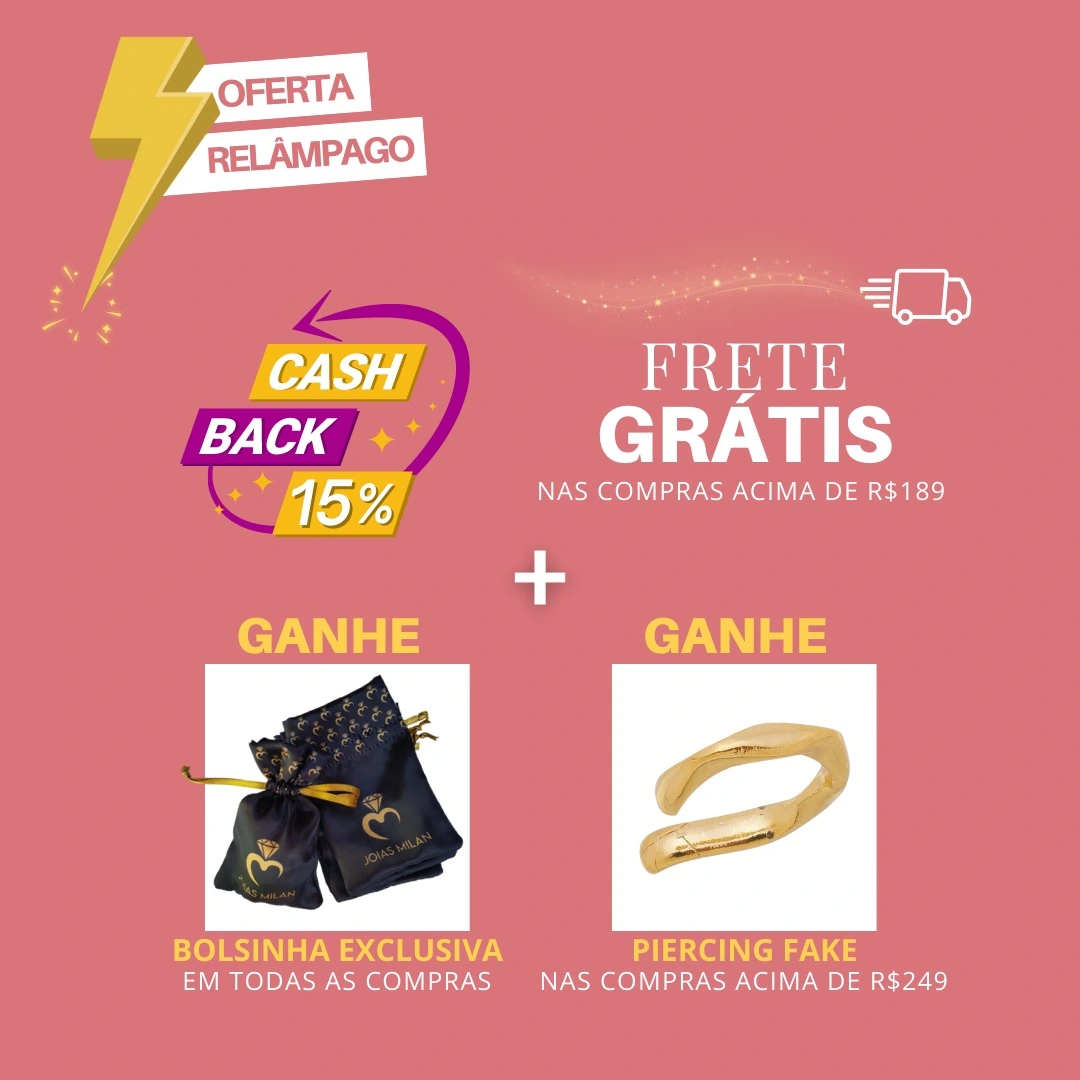 OFERTA
RELÂMPAGO
CASH
BACK
15%
FRETE
GRÁTIS
NAS COMPRAS ACIMA DE R$189
+
GANHE
JOIAS MILAN
MILAN
BOLSINHA EXCLUSIVA
EM TODAS AS COMPRAS
GANHE
PIERCING FAKE
NAS COMPRAS ACIMA DE R$249